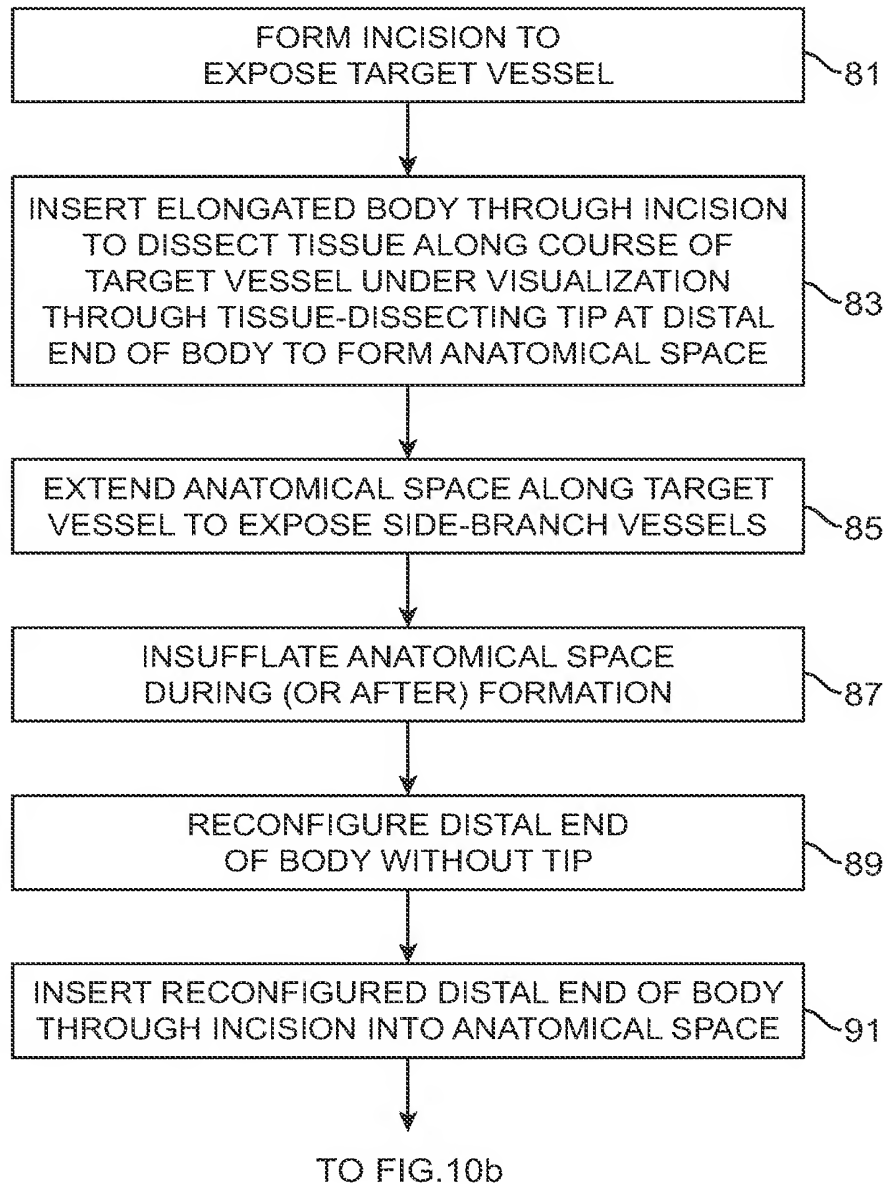 FORM INCISION TO
EXPOSE TARGET VESSEL
81
INSERT ELONGATED BODY THROUGH INCISION
TO DISSECT TISSUE ALONG COURSE OF
TARGET VESSEL UNDER VISUALIZATION
THROUGH TISSUE-DISSECTING TIP AT DISTAL
END OF BODY TO FORM ANATOMICAL SPACE
83
EXTEND ANATOMICAL SPACE ALONG TARGET
VESSEL TO EXPOSE SIDE-BRANCH VESSELS
85
INSUFFLATE ANATOMICAL SPACE
DURING (OR AFTER) FORMATION
87
RECONFIGURE DISTAL END
OF BODY WITHOUT TIP
89
INSERT RECONFIGURED DISTAL END OF BODY
THROUGH INCISION INTO ANATOMICAL SPACE
91
TO FIG.10b